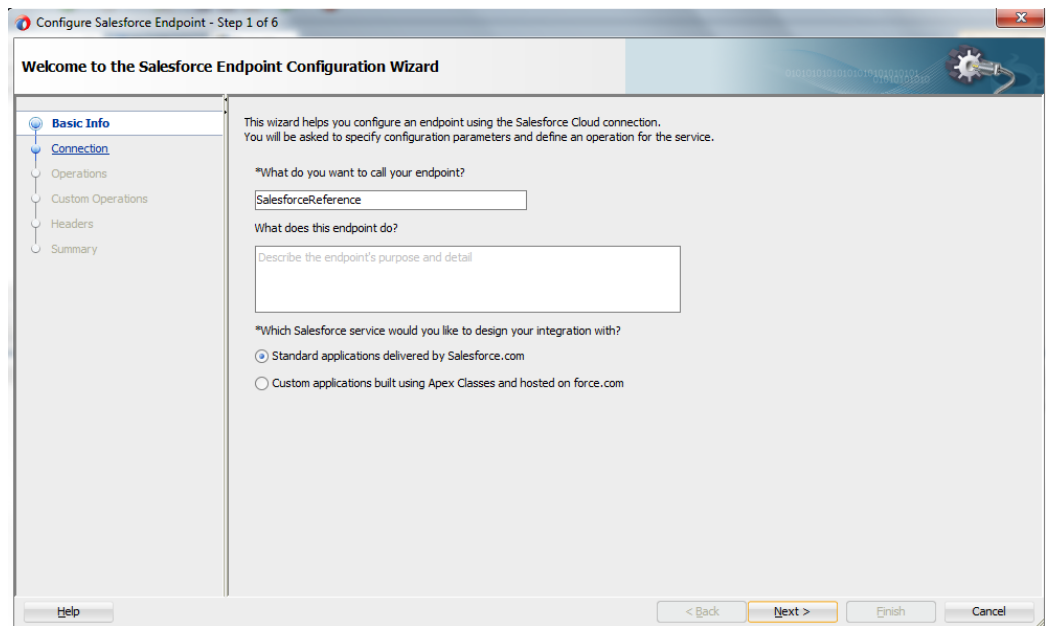 Configure Salesforce Endpoint - Step 1 of 6
x
Welcome to the Salesforce Endpoint Configuration Wizard
Basic Info
Connection
Operations
Custom Operations
Headers
Summary
This wizard helps you configure an endpoint using the Salesforce Cloud connection.
You will be asked to specify configuration parameters and define an operation for the service.
*What do you want to call your endpoint?
SalesforceReference
What does this endpoint do?
Describe the endpoint's purpose and detail
*Which Salesforce service would you like to design your integration with?
Standard applications delivered by Salesforce.com
Custom applications built using Apex Classes and hosted on force.com
Help
< Back
Next >
Finish
Cancel